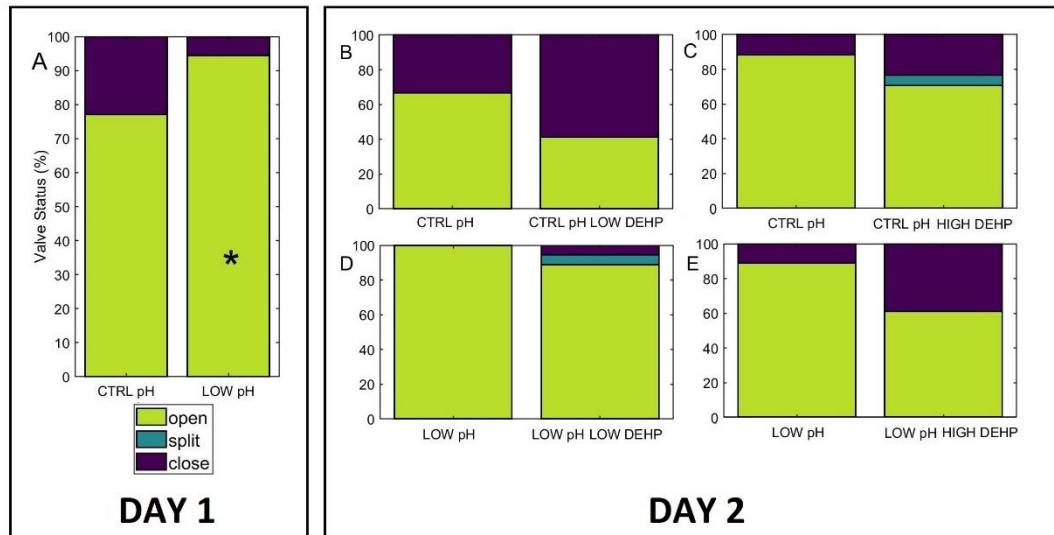 A
Valve Status (%)
100
90
80
70
60
50
40
30
20
10
0
*
CTRL pH LOW pH
open
split
close
DAY 1
B
100
80
60
40
20
0
CTRL pH CTRL pH LOW DEHP
C
100
80
60
40
20
0
CTRL pH CTRL pH HIGH DEHP
D
100
80
60
40
20
0
LOW pH LOW pH LOW DEHP
E
100
80
60
40
20
0
LOW pH LOW pH HIGH DEHP
DAY 2